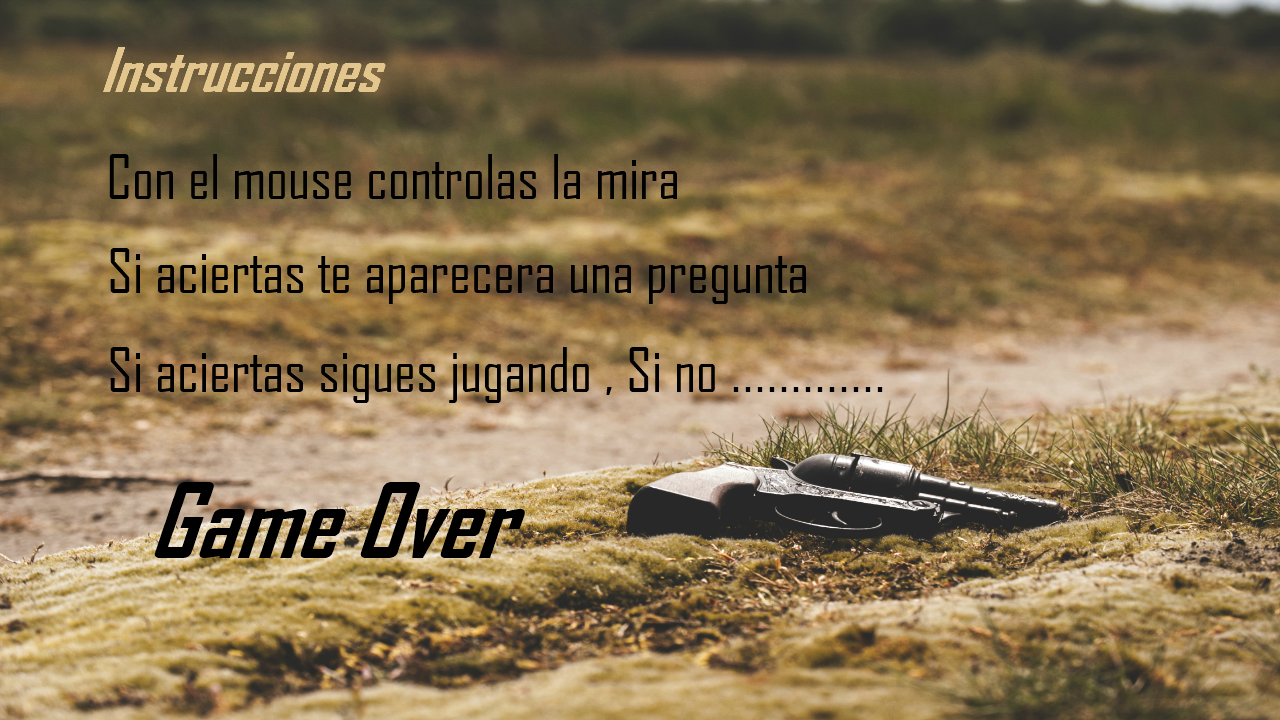 Instrucciones
Con el mouse controlas la mira
Si aciertas te aparecera una pregunta
Si aciertas sigues jugando , Si no .............
Game Over